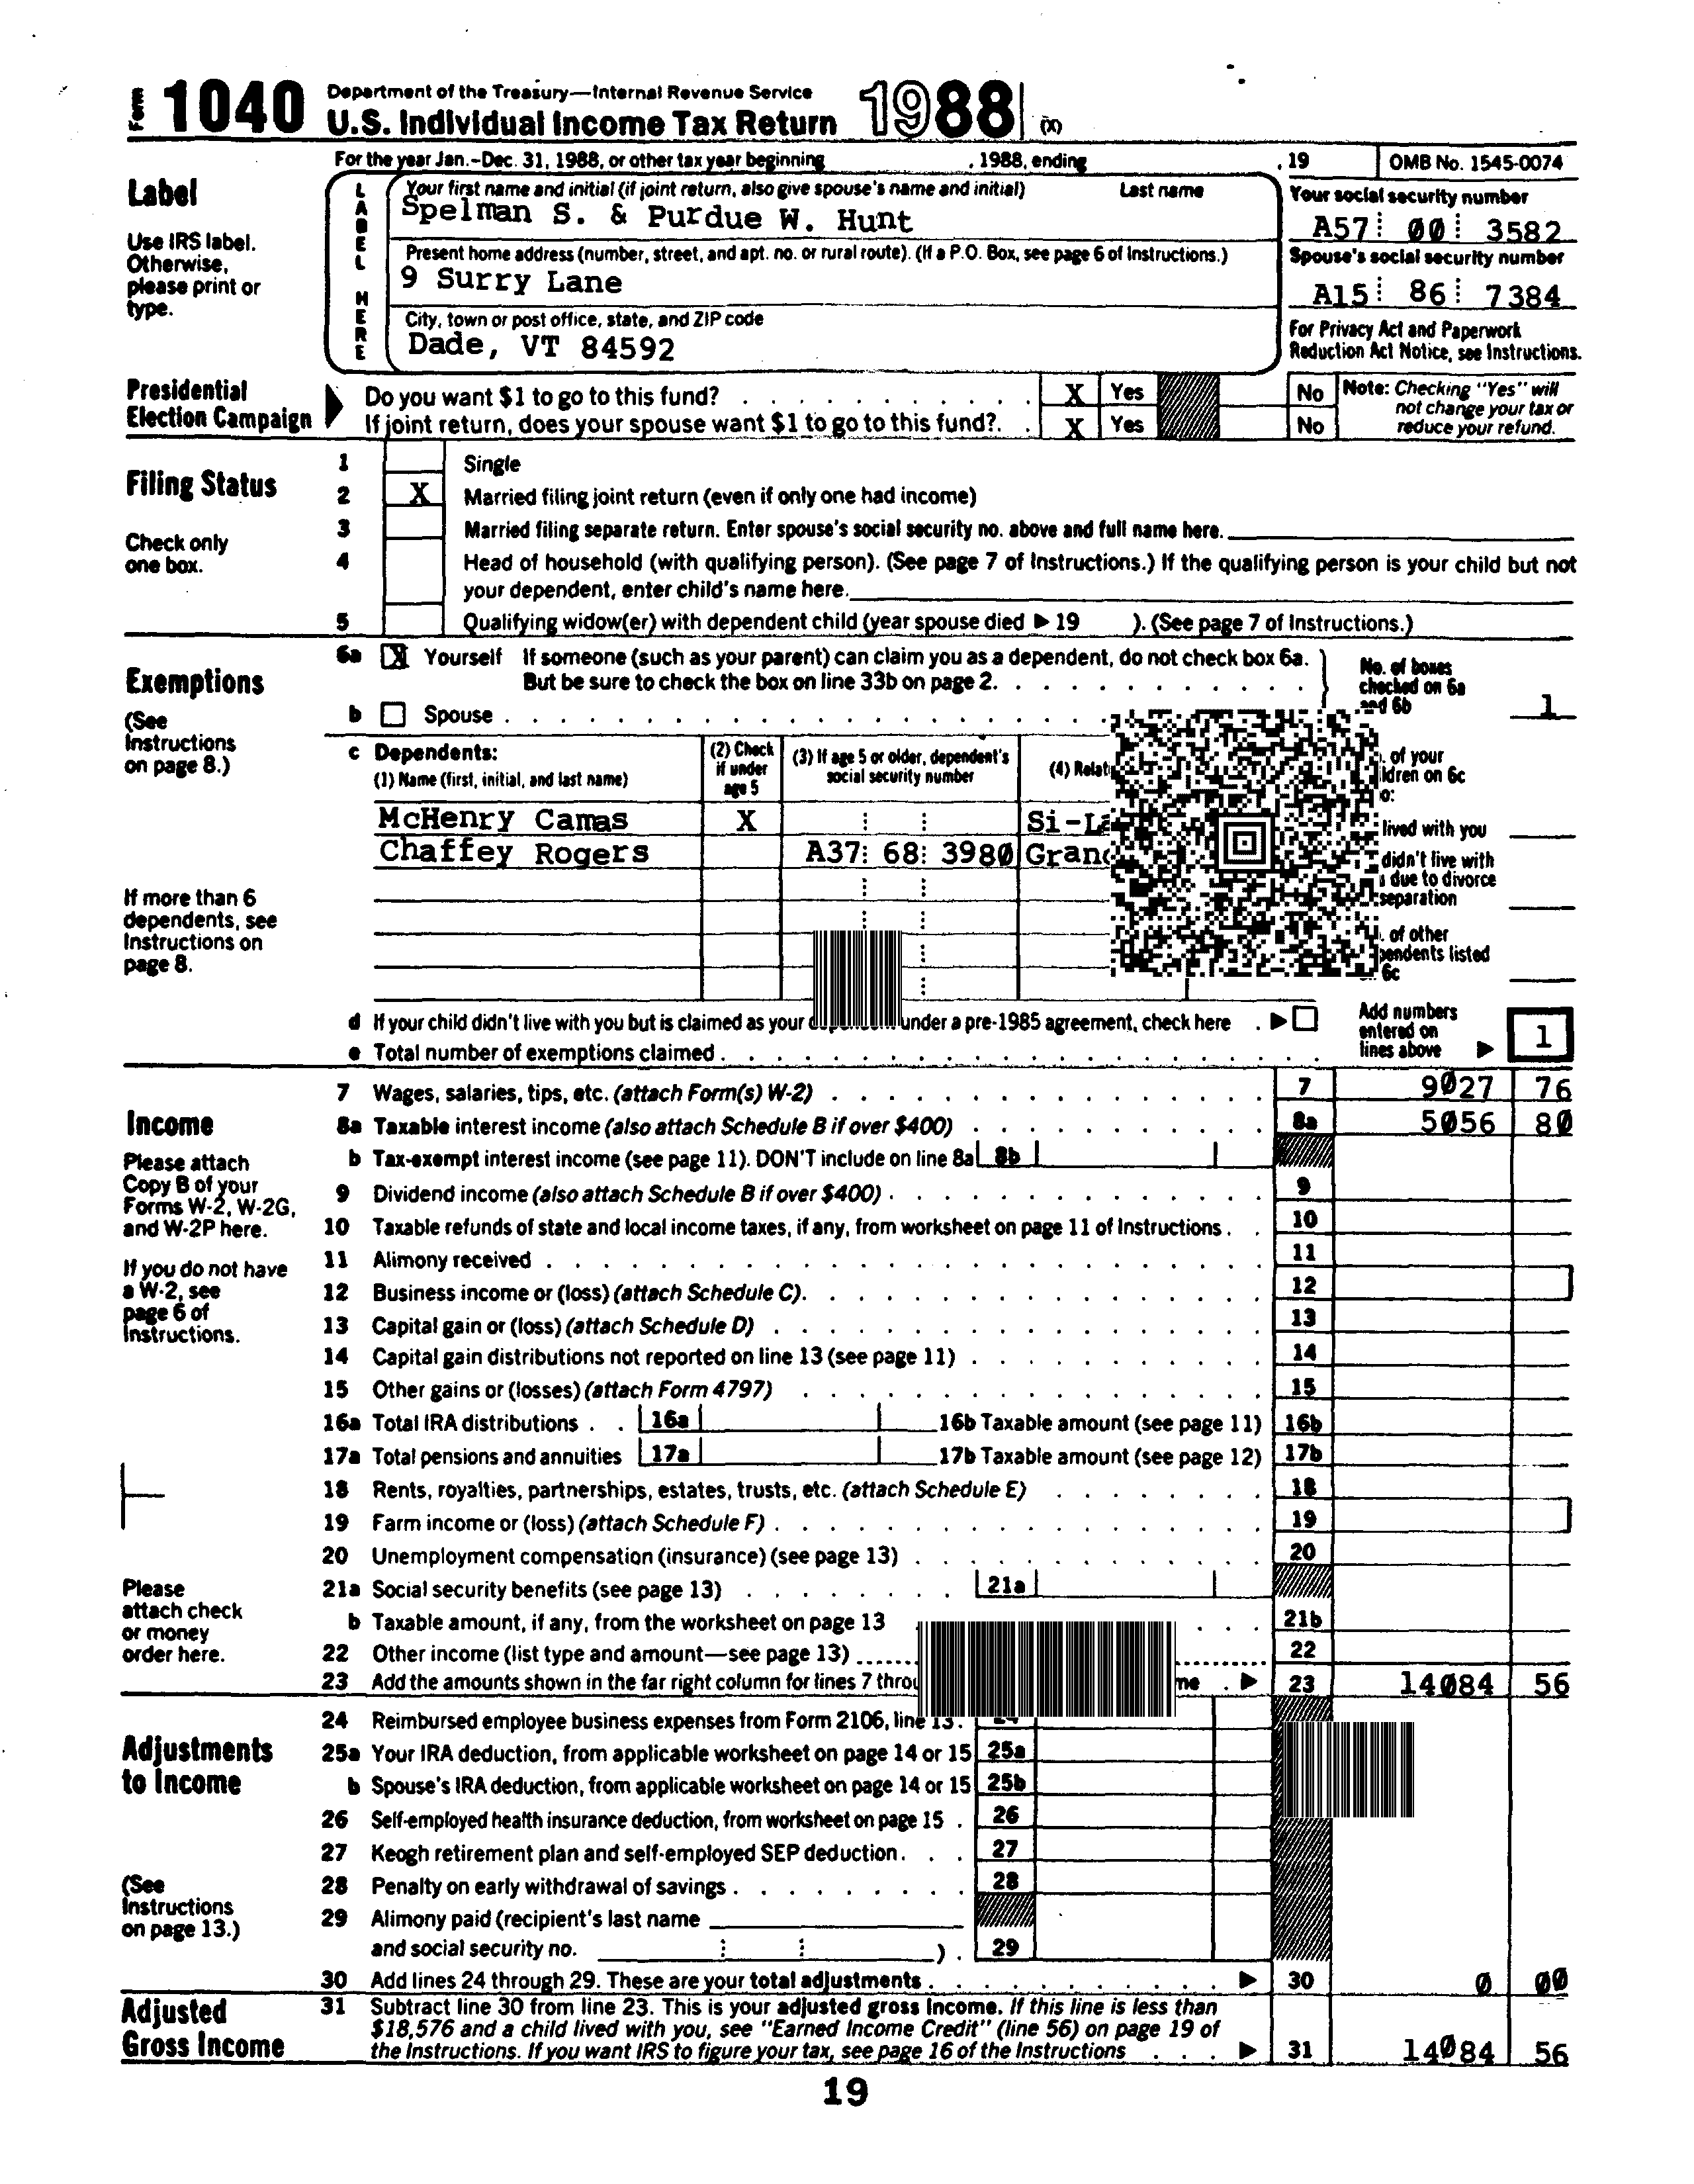 Form 1040 Department of the Treasury—Internal Revenue Service
U.S. Individual Income Tax Return 1988 (X)
For the year Jan.-Dec. 31, 1988, or other tax year beginning , 1988, ending , 19 OMB No. 1545-0074
Label
Use IRS label.
Otherwise,
please print or
type.
LABEL HERE
Your first name and initial (if joint return, also give spouse's name and initial) Last name
Spelman S. & Purdue W. Hunt
Present home address (number, street, and apt. no. or rural route). (If a P.O. Box, see page 6 of Instructions.)
9 Surry Lane
City, town or post office, state, and ZIP code
Dade, VT 84592
Your social security number
A57 00 3582
Spouse's social security number
A15 86 7384
For Privacy Act and Paperwork
Reduction Act Notice, see Instructions.
Presidential
Election Campaign
Do you want $1 to go to this fund? X Yes No
If joint return, does your spouse want $1 to go to this fund? X Yes No
Note: Checking "Yes" will
not change your tax or
reduce your refund.
Filing Status
Check only
one box.
1 Single
2 X Married filing joint return (even if only one had income)
3 Married filing separate return. Enter spouse's social security no. above and full name here.
4 Head of household (with qualifying person). (See page 7 of Instructions.) If the qualifying person is your child but not
your dependent, enter child's name here.
5 Qualifying widow(er) with dependent child (year spouse died ▶ 19 ). (See page 7 of Instructions.)
Exemptions
(See
Instructions
on page 8.)
6a X Yourself If someone (such as your parent) can claim you as a dependent, do not check box 6a.
But be sure to check the box on line 33b on page 2.
b Spouse
No. of boxes
checked on 6a
and 6b 1
c Dependents:
(1) Name (first, initial, and last name)
(2) Check
if under
age 5
(3) If age 5 or older, dependent's
social security number
(4)
of your
on 6c
McHenry Camas X
Chaffey Rogers A37 68 3980
lived with you
didn't live with
due to divorce
separation
of other
listed
6c
If more than 6
dependents, see
Instructions on
page 8.
d If your child didn't live with you but is claimed as your under a pre-1985 agreement, check here ▶
e Total number of exemptions claimed
Add numbers
entered on
lines above ▶ 1
Income
Please attach
Copy B of your
Forms W-2, W-2G,
and W-2P here.
If you do not have
a W-2, see
page 6 of
Instructions.
Please
attach check
or money
order here.
7 Wages, salaries, tips, etc. (attach Form(s) W-2) 7 9027 76
8a Taxable interest income (also attach Schedule B if over $400) 8a 5056 80
b Tax-exempt interest income (see page 11). DON'T include on line 8a 8b
9 Dividend income (also attach Schedule B if over $400) 9
10 Taxable refunds of state and local income taxes, if any, from worksheet on page 11 of Instructions 10
11 Alimony received 11
12 Business income or (loss) (attach Schedule C) 12
13 Capital gain or (loss) (attach Schedule D) 13
14 Capital gain distributions not reported on line 13 (see page 11) 14
15 Other gains or (losses) (attach Form 4797) 15
16a Total IRA distributions 16a 16b Taxable amount (see page 11) 16b
17a Total pensions and annuities 17a 17b Taxable amount (see page 12) 17b
18 Rents, royalties, partnerships, estates, trusts, etc. (attach Schedule E) 18
19 Farm income or (loss) (attach Schedule F) 19
20 Unemployment compensation (insurance) (see page 13) 20
21a Social security benefits (see page 13) 21a
b Taxable amount, if any, from the worksheet on page 13 21b
22 Other income (list type and amount—see page 13) 22
23 Add the amounts shown in the far right column for lines 7 ▶ 23 14084 56
Adjustments
to Income
(See
Instructions
on page 13.)
24 Reimbursed employee business expenses from Form 2106, line 13.
25a Your IRA deduction, from applicable worksheet on page 14 or 15 25a
b Spouse's IRA deduction, from applicable worksheet on page 14 or 15 25b
26 Self-employed health insurance deduction, from worksheet on page 15 26
27 Keogh retirement plan and self-employed SEP deduction 27
28 Penalty on early withdrawal of savings 28
29 Alimony paid (recipient's last name
and social security no. ) 29
30 Add lines 24 through 29. These are your total adjustments ▶ 30 0 00
Adjusted
Gross Income
31 Subtract line 30 from line 23. This is your adjusted gross income. If this line is less than
$18,576 and a child lived with you, see "Earned Income Credit" (line 56) on page 19 of
the Instructions. If you want IRS to figure your tax, see page 16 of the Instructions ▶ 31 14084 56
19